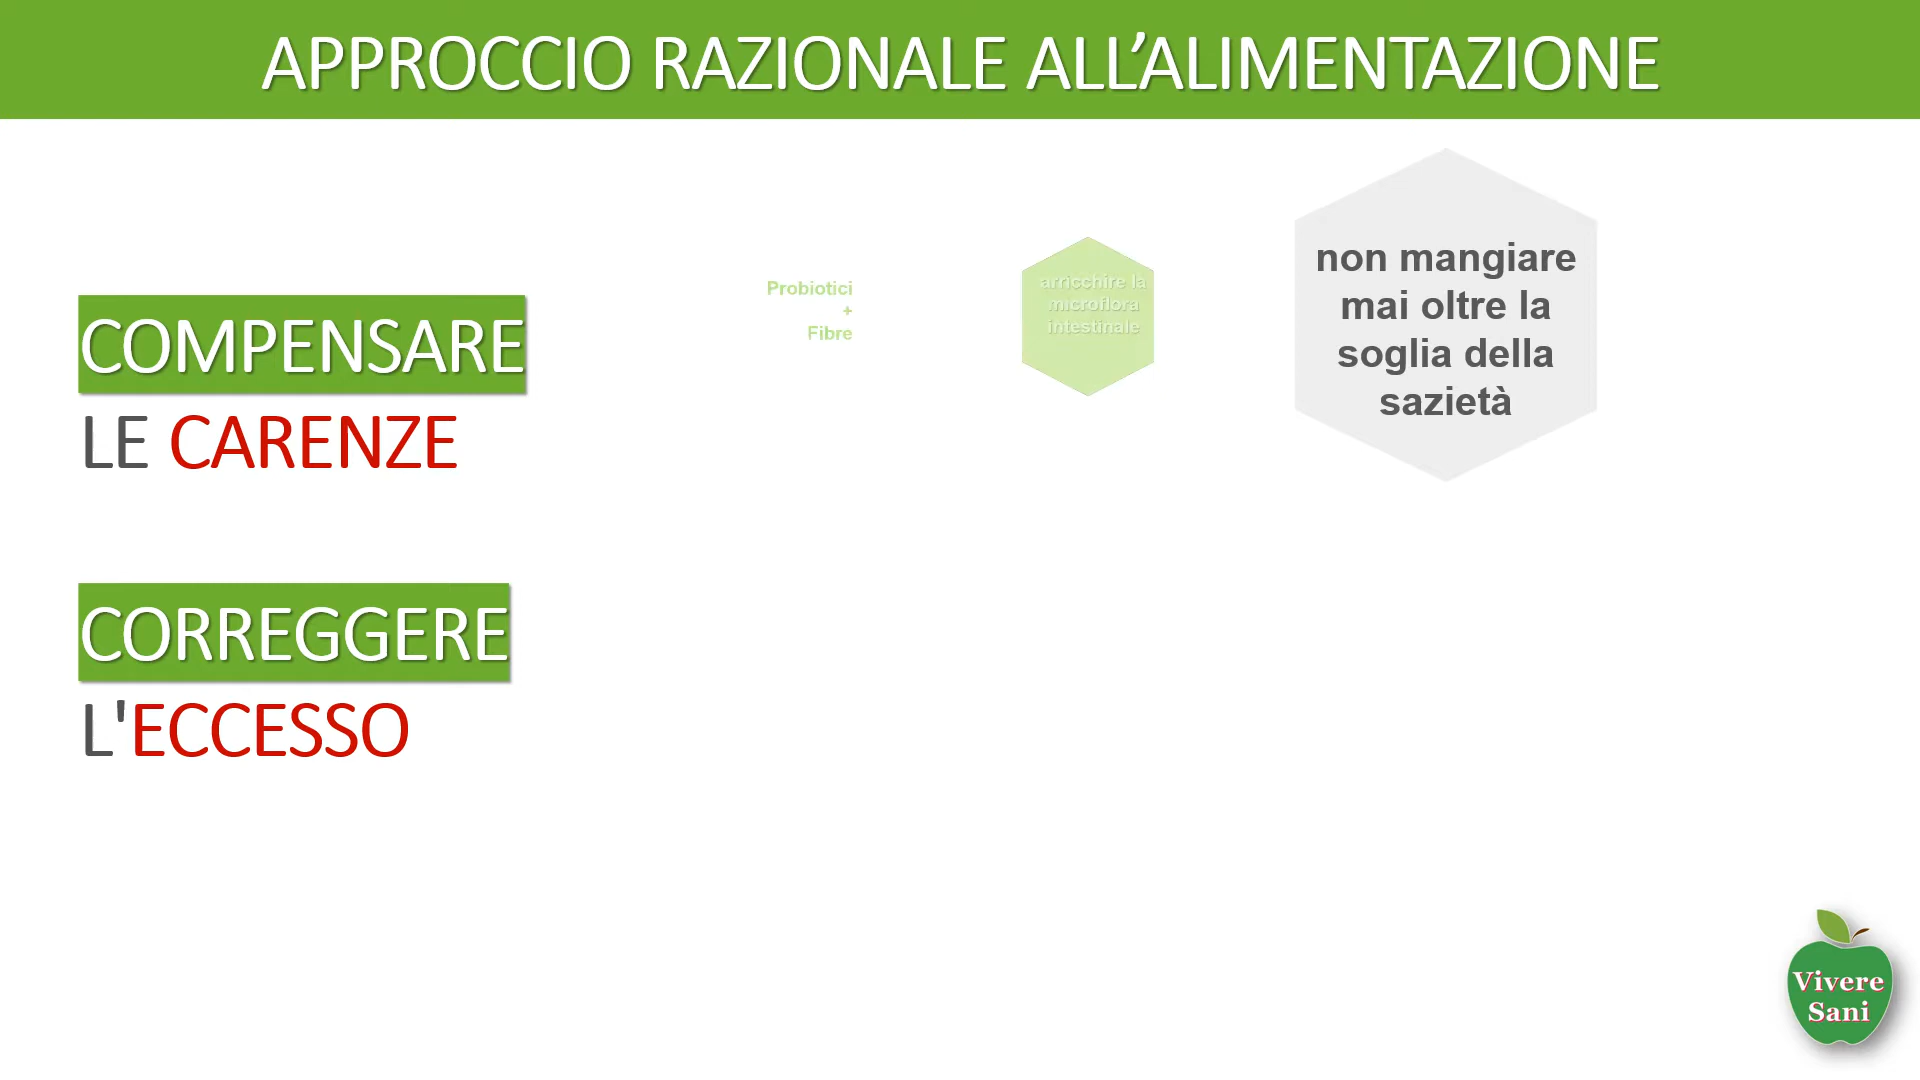 APPROCCIO RAZIONALE ALL’ALIMENTAZIONE
COMPENSARE
LE CARENZE
CORREGGERE
L'ECCESSO
Probiotici
+
Fibre
arricchire la
microflora
intestinale
non mangiare
mai oltre la
soglia della
sazietà
Vivere
Sani